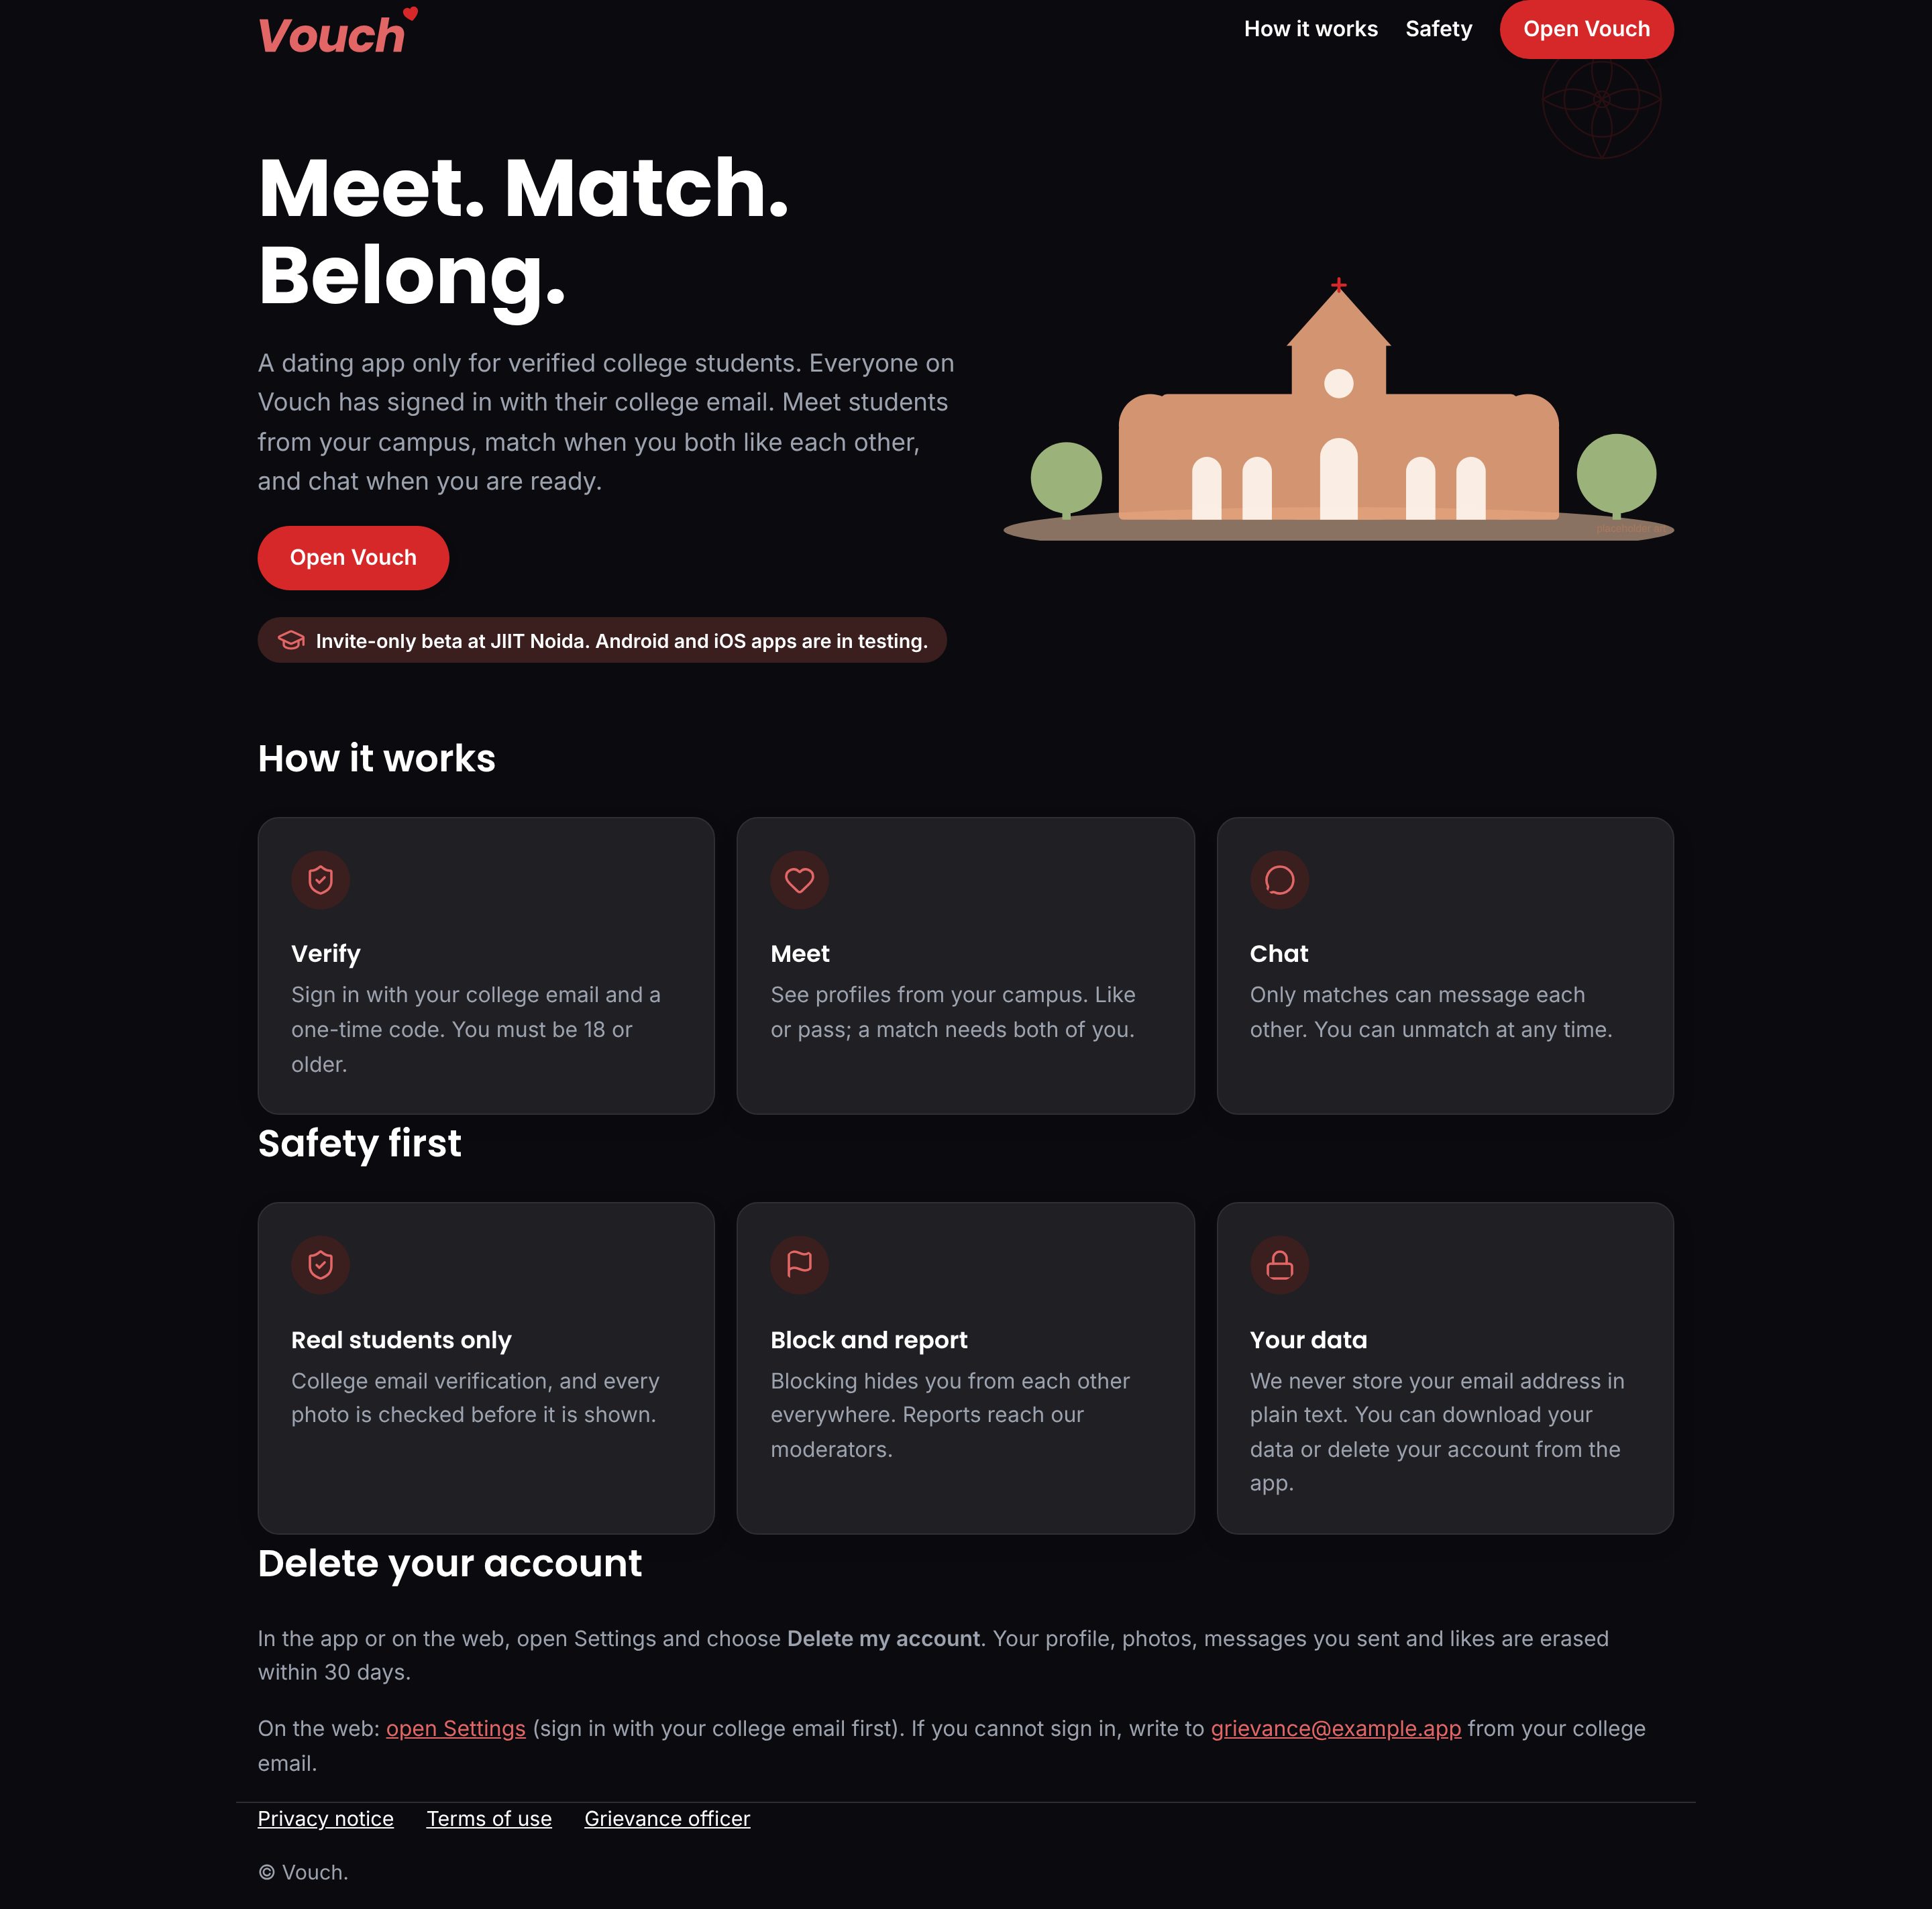 Vouch
How it works
Safety
Open Vouch
Meet. Match.
Belong.
A dating app only for verified college students. Everyone on
Vouch has signed in with their college email. Meet students
from your campus, match when you both like each other,
and chat when you are ready.
Open Vouch
Invite-only beta at JIIT Noida. Android and iOS apps are in testing.
How it works
Verify
Sign in with your college email and a
one-time code. You must be 18 or
older.
Meet
See profiles from your campus. Like
or pass; a match needs both of you.
Chat
Only matches can message each
other. You can unmatch at any time.
Safety first
Real students only
College email verification, and every
photo is checked before it is shown.
Block and report
Blocking hides you from each other
everywhere. Reports reach our
moderators.
Your data
We never store your email address in
plain text. You can download your
data or delete your account from the
app.
Delete your account
In the app or on the web, open Settings and choose Delete my account. Your profile, photos, messages you sent and likes are erased
within 30 days.
On the web: open Settings (sign in with your college email first). If you cannot sign in, write to grievance@example.app from your college
email.
Privacy notice
Terms of use
Grievance officer
© Vouch.